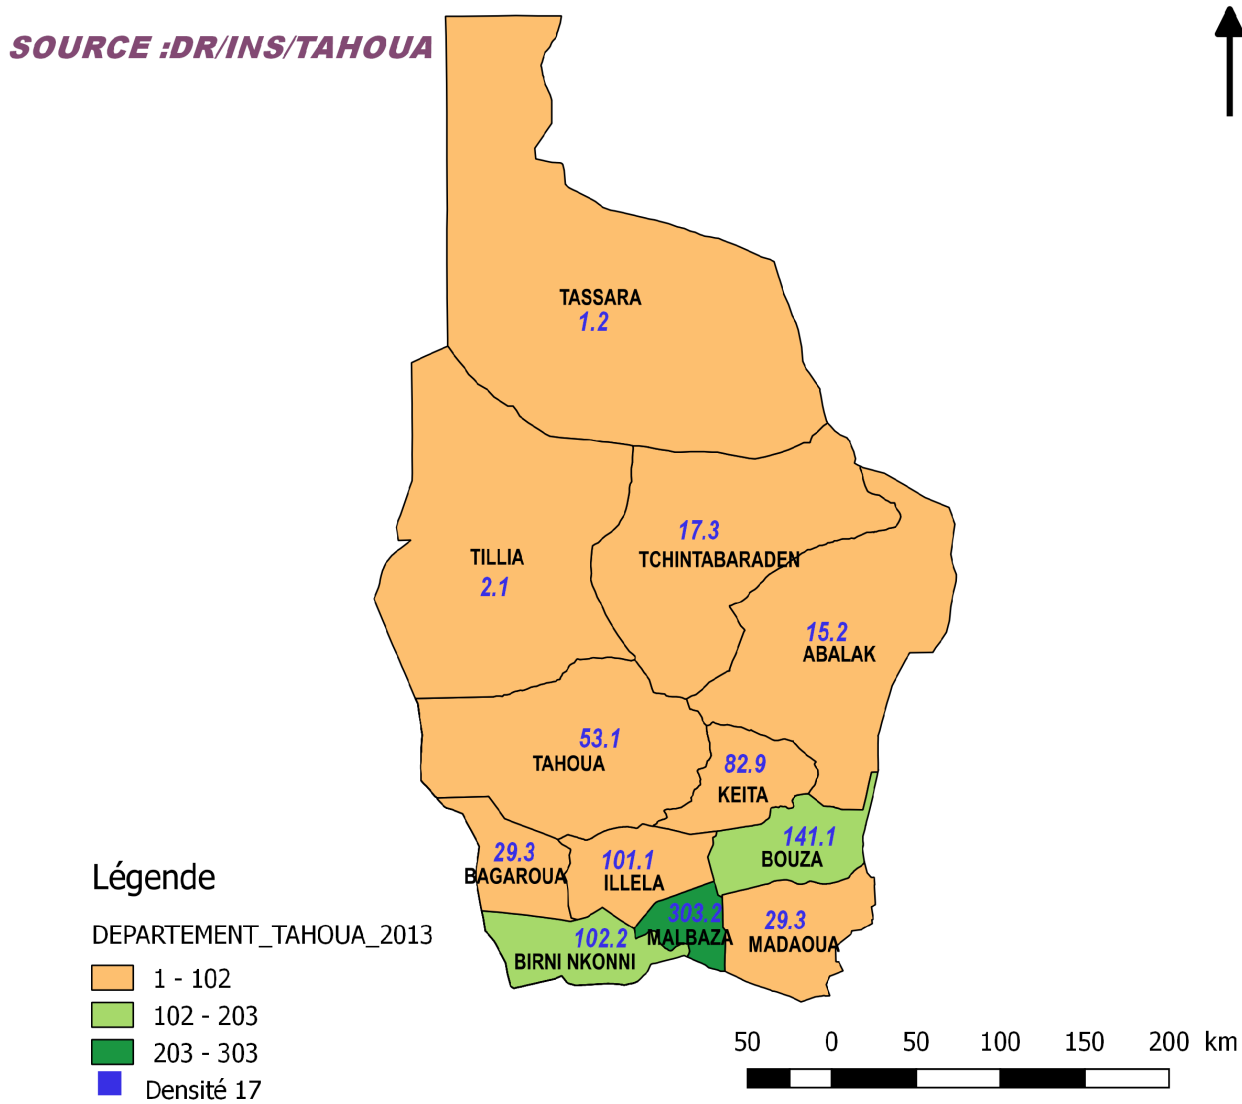 SOURCE :DR/INS/TAHOUA
TASSARA
1.2
17.3
TCHINTABARADEN
TILLIA
2.1
15.2
ABALAK
53.1
TAHOUA
82.9
KEITA
141.1
BOUZA
29.3
BAGAROUA
101.1
ILLELA
303.2
MALBAZA
29.3
MADAOUA
102.2
BIRNI NKONNI
Légende
DEPARTEMENT_TAHOUA_2013
1 - 102
102 - 203
203 - 303
Densité 17
50 0 50 100 150 200 km